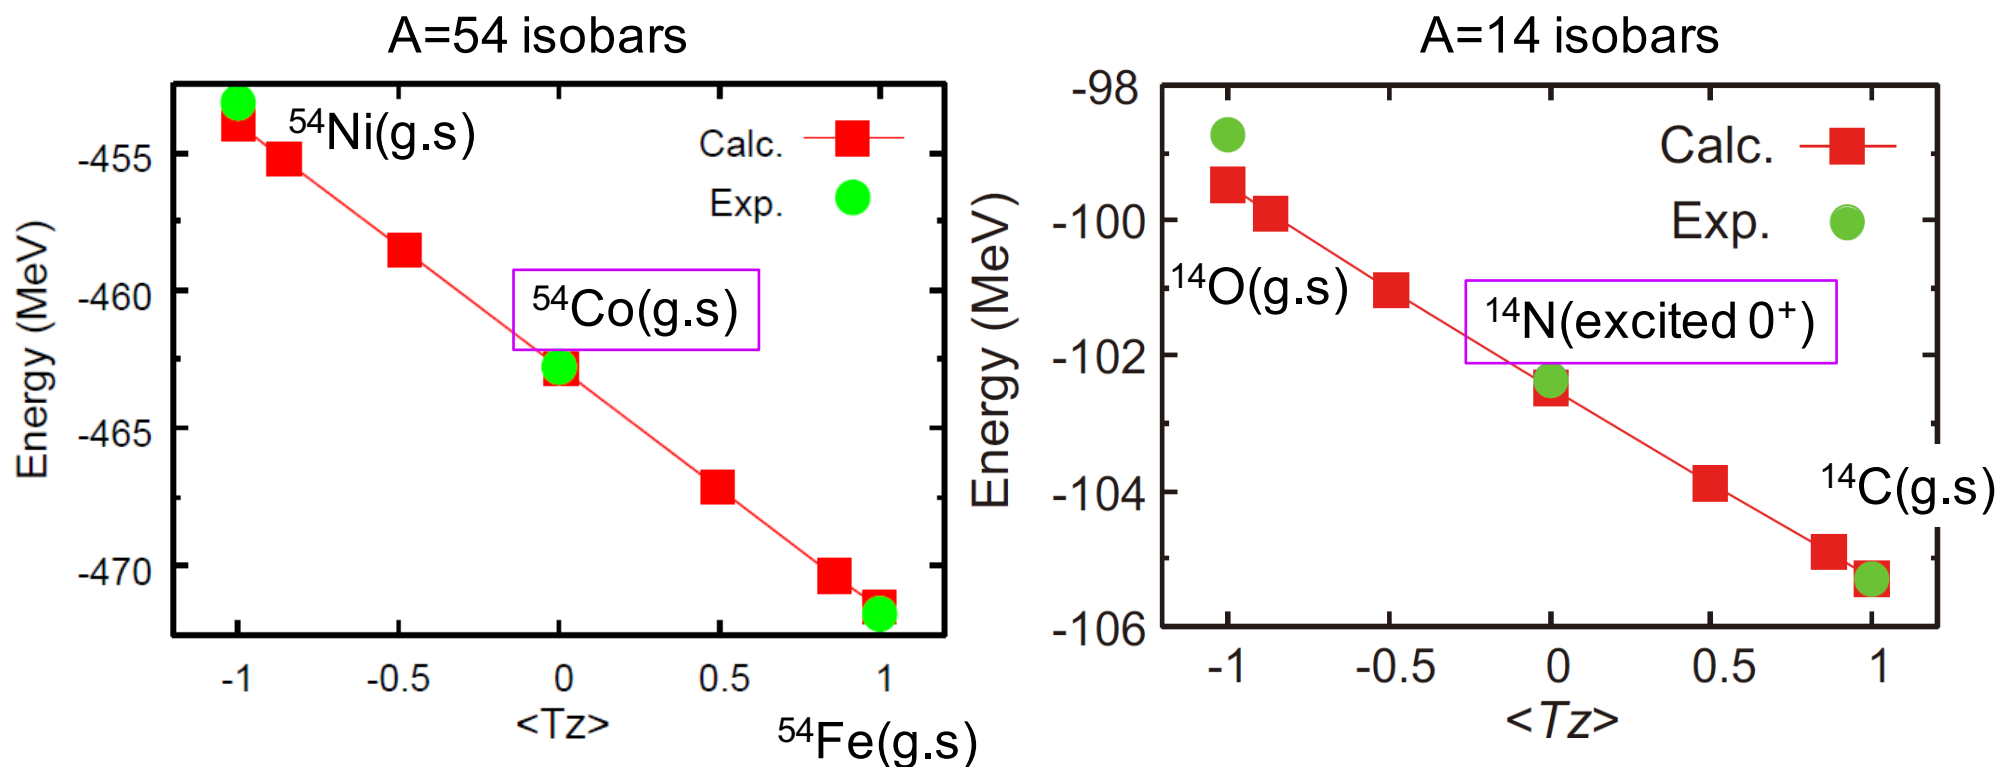 A=54 isobars
⁵⁴Ni(g.s)
Calc.
Exp.
⁵⁴Co(g.s)
Energy (MeV)
-455
-460
-465
-470
-1
-0.5
0
0.5
1
<Tz>
⁵⁴Fe(g.s)
A=14 isobars
-98
-100
-102
-104
-106
Energy (MeV)
Calc.
Exp.
¹⁴O(g.s)
¹⁴N(excited 0⁺)
¹⁴C(g.s)
-1
-0.5
0
0.5
1
<Tz>